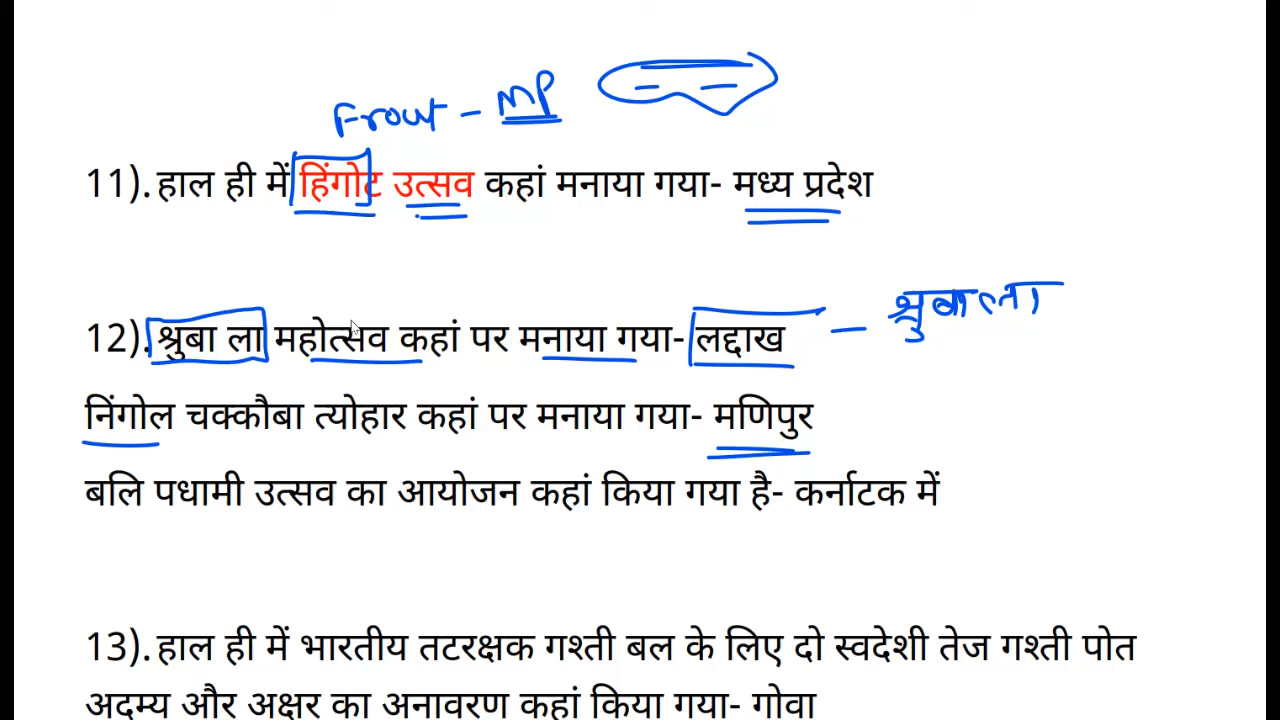 Frout - MP
11). हाल ही में हिंगोट उत्सव कहां मनाया गया- मध्य प्रदेश
12). श्रुबा ला महोत्सव कहां पर मनाया गया- लद्दाख - श्रुबाला
निंगोल चक्कौबा त्योहार कहां पर मनाया गया- मणिपुर
बलि पधामी उत्सव का आयोजन कहां किया गया है- कर्नाटक में
13). हाल ही में भारतीय तटरक्षक गश्ती बल के लिए दो स्वदेशी तेज गश्ती पोत
अदम्य और अक्षर का अनावरण कहां किया गया- गोवा